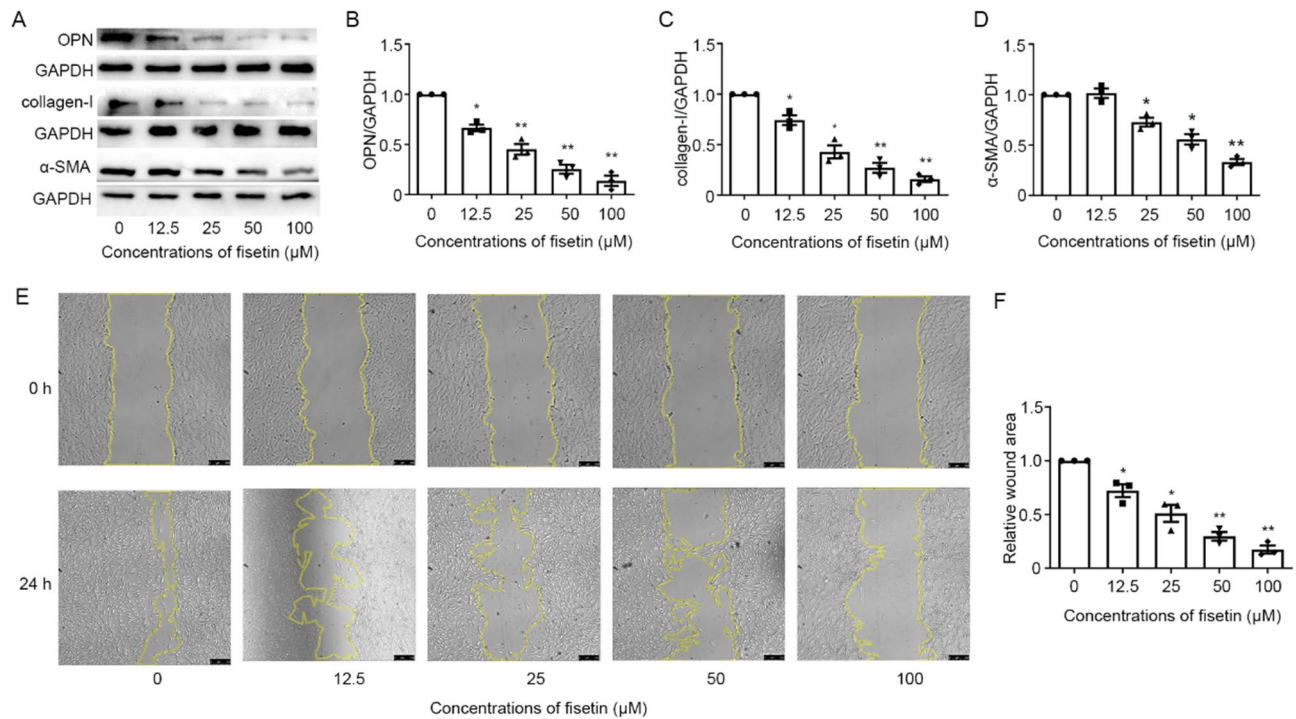 A
OPN
GAPDH
collagen-I
GAPDH
α-SMA
GAPDH
0 12.5 25 50 100
Concentrations of fisetin (µM)
B
OPN/GAPDH
1.5
1.0
0.5
0
* ** ** **
0 12.5 25 50 100
Concentrations of fisetin (µM)
C
collagen-I/GAPDH
1.5
1.0
0.5
0
* * ** **
0 12.5 25 50 100
Concentrations of fisetin (µM)
D
α-SMA/GAPDH
1.5
1.0
0.5
0
* * **
0 12.5 25 50 100
Concentrations of fisetin (µM)
E
0 h
24 h
0 12.5 25 50 100
Concentrations of fisetin (µM)
F
Relative wound area
1.5
1.0
0.5
0
* * ** **
0 12.5 25 50 100
Concentrations of fisetin (µM)